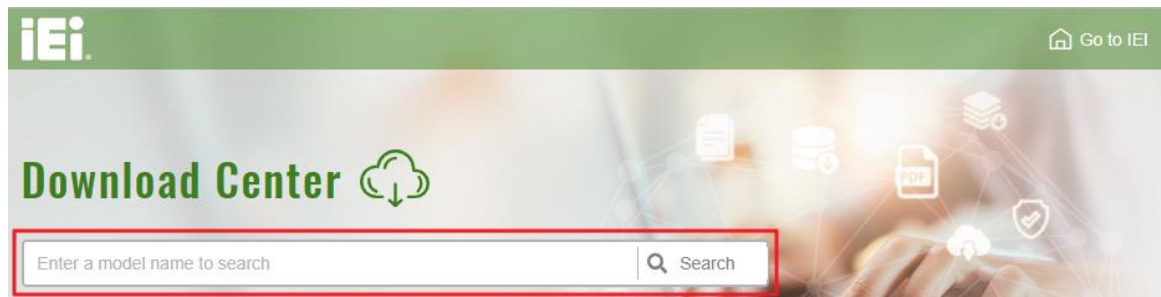 iEi.
Go to IEI
Download Center
Enter a model name to search
Search
PDF